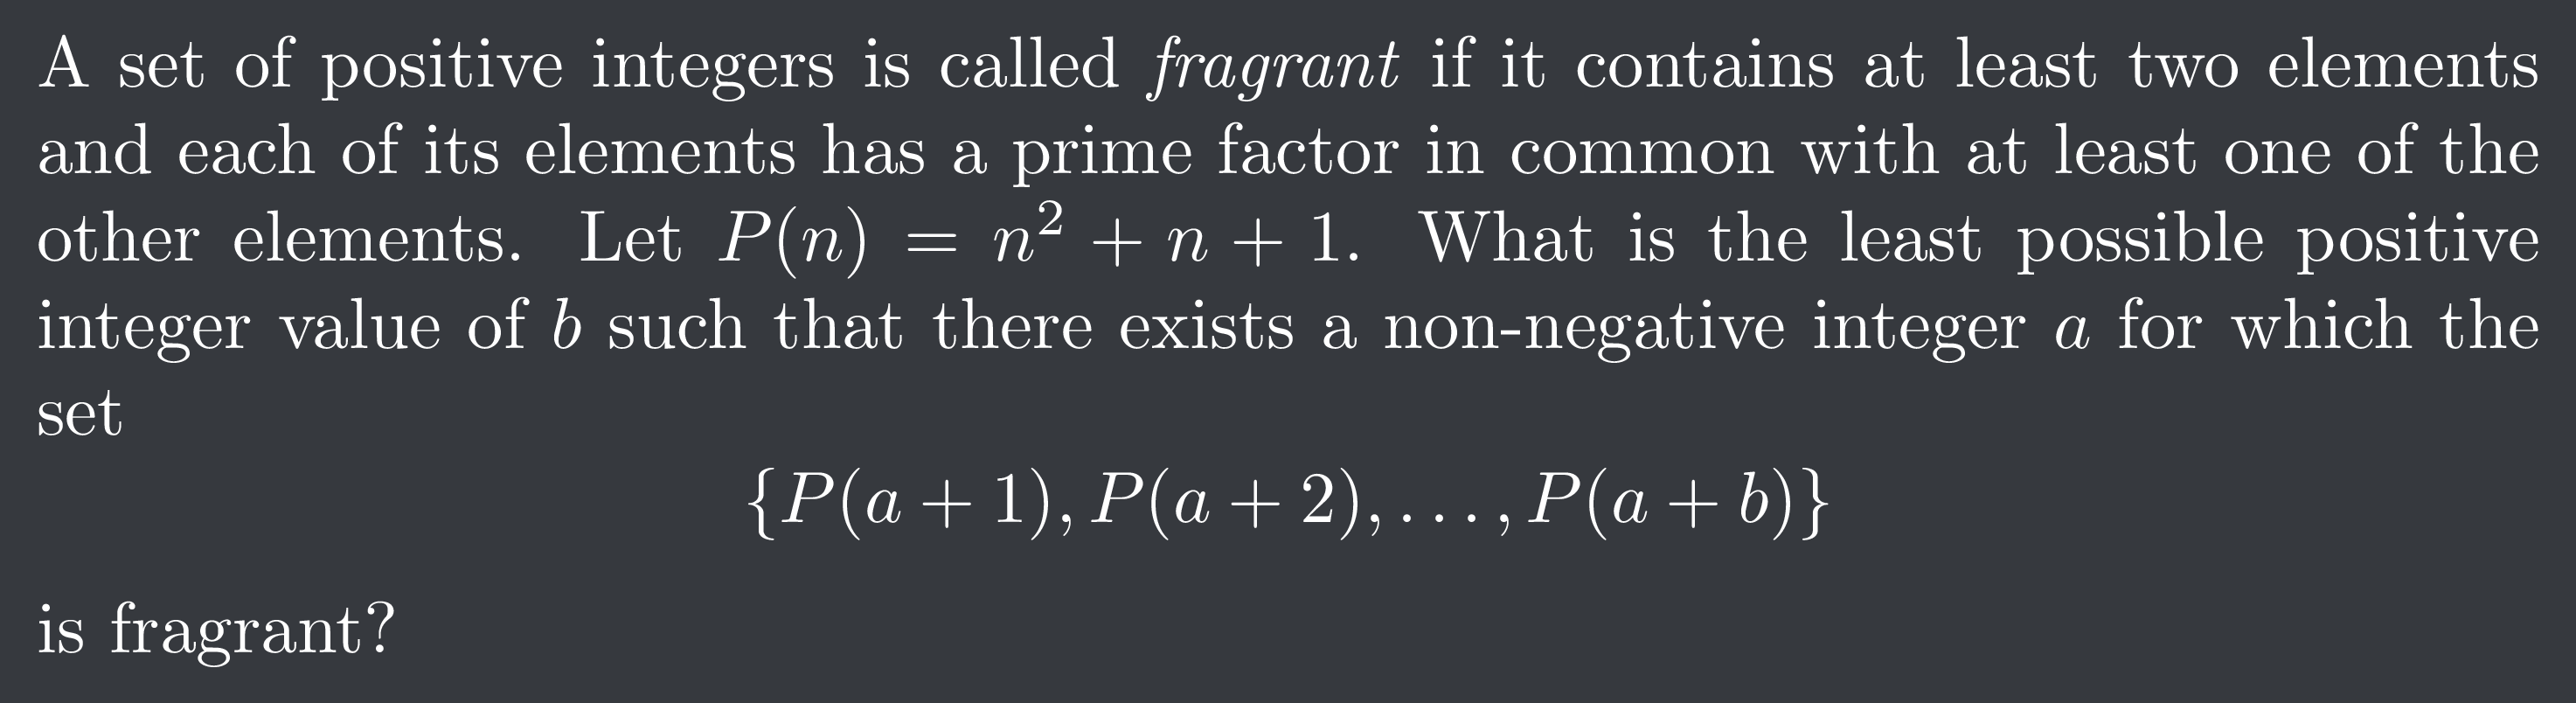 A set of positive integers is called fragrant if it contains at least two elements
and each of its elements has a prime factor in common with at least one of the
other elements. Let P(n) = n² + n + 1. What is the least possible positive
integer value of b such that there exists a non-negative integer a for which the
set
{P(a + 1), P(a + 2), . . . , P(a + b)}
is fragrant?